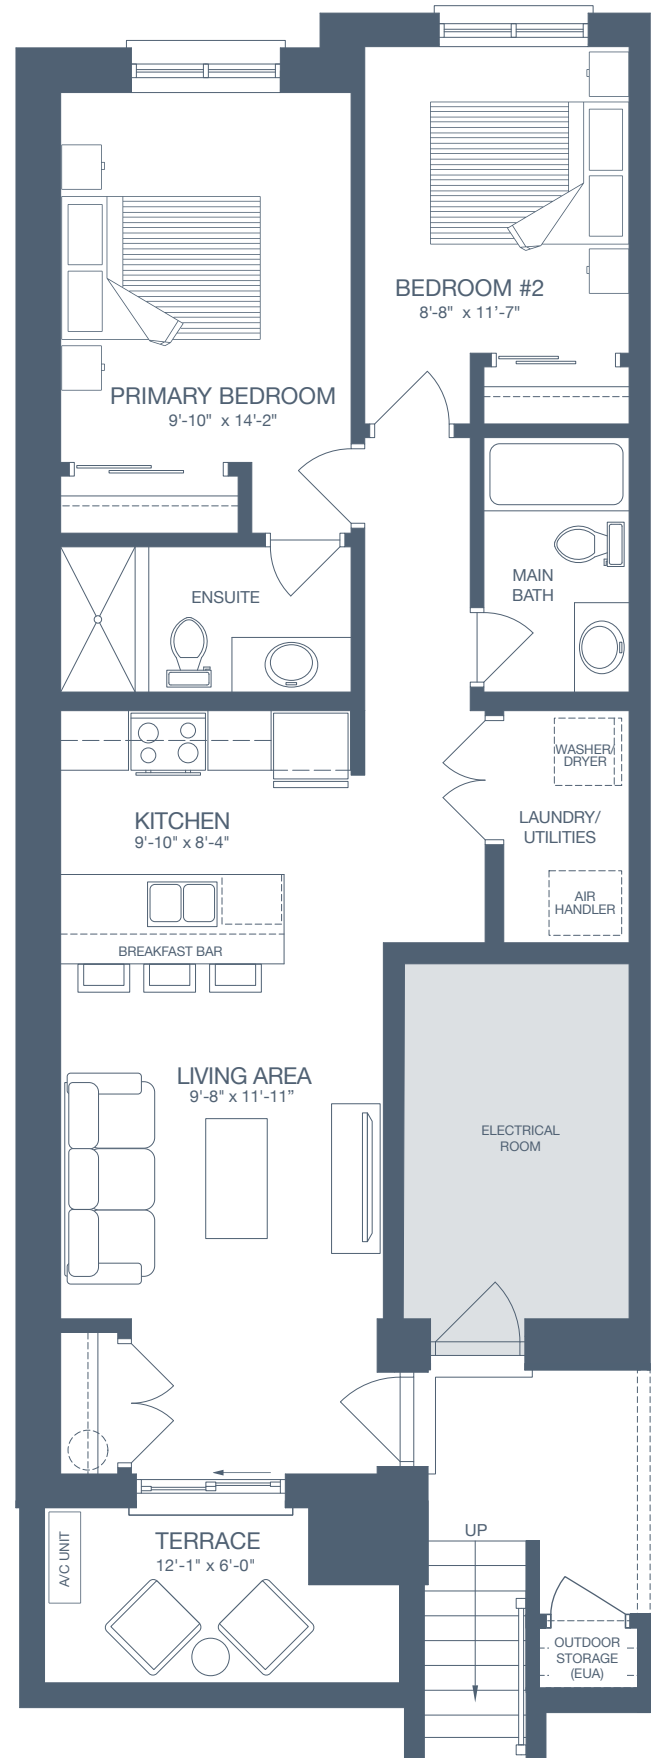 BEDROOM #2
8'-8" x 11'-7"
PRIMARY BEDROOM
9'-10" x 14'-2"
MAIN
BATH
ENSUITE
WASHER/
DRYER
LAUNDRY/
UTILITIES
KITCHEN
9'-10" x 8'-4"
AIR
HANDLER
BREAKFAST BAR
LIVING AREA
9'-8" x 11'-11”
ELECTRICAL
ROOM
UP
TERRACE
12'-1" x 6'-0"
A/C UNIT
OUTDOOR
STORAGE
(EUA)